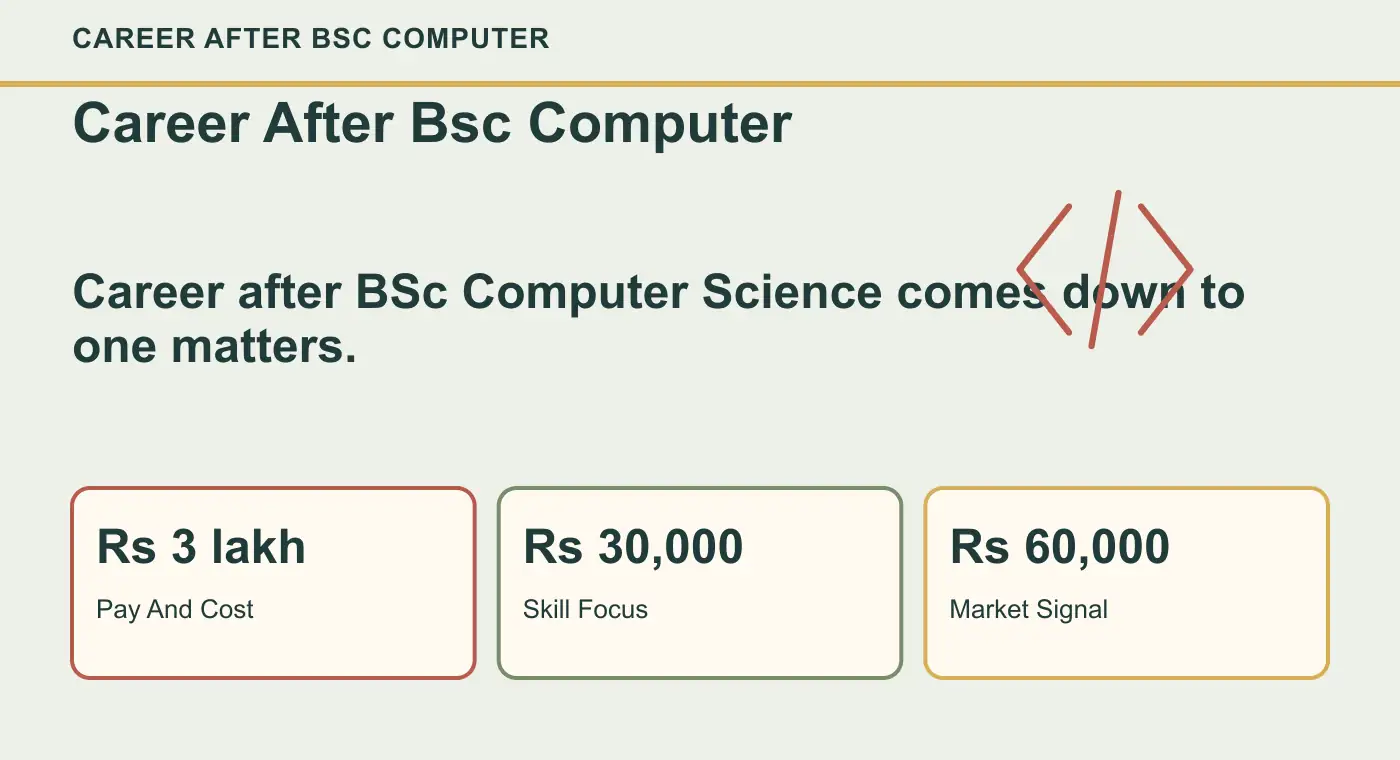 CAREER AFTER BSC COMPUTER
Career After Bsc Computer
Career after BSc Computer Science comes down to
one matters.
Rs 3 lakh
Pay And Cost
Rs 30,000
Skill Focus
Rs 60,000
Market Signal